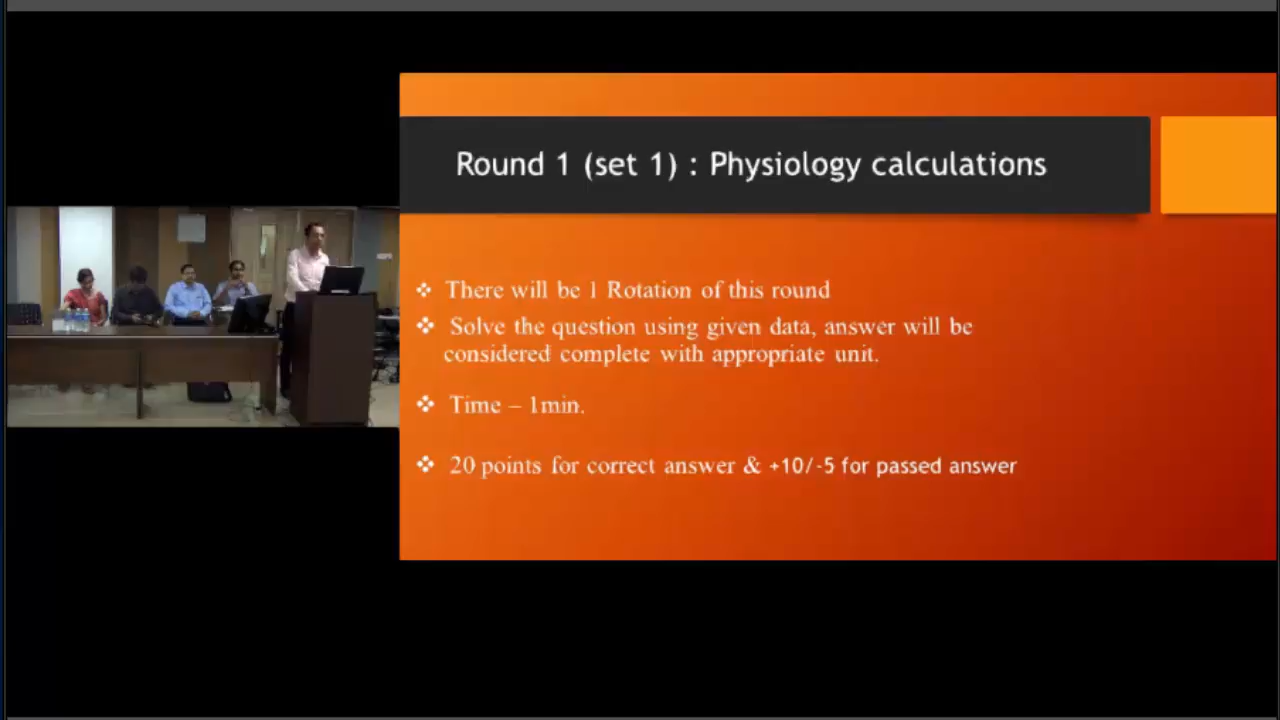 Round 1 (set 1) : Physiology calculations
❖ There will be 1 Rotation of this round
❖ Solve the question using given data, answer will be
considered complete with appropriate unit.
❖ Time – 1min.
❖ 20 points for correct answer & +10/-5 for passed answer